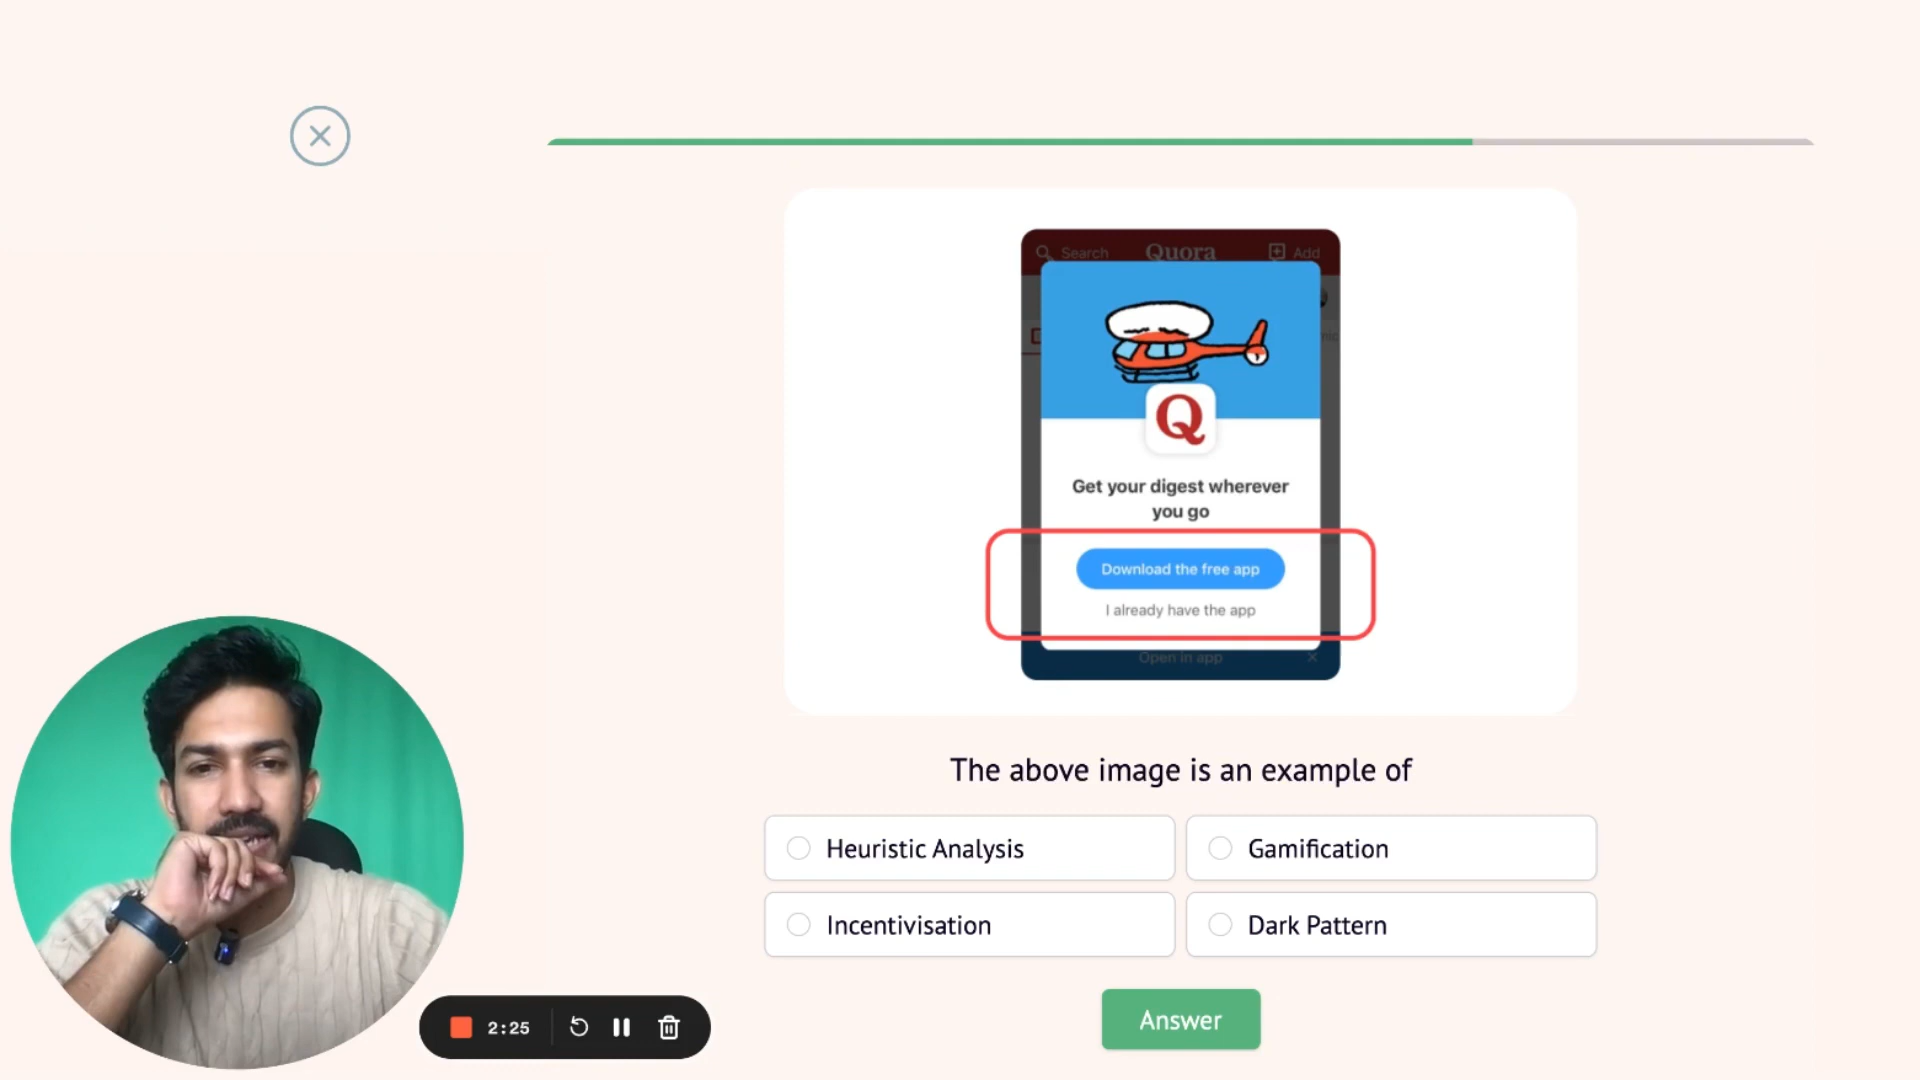 Search Quora Add
Q
Get your digest wherever
you go
Download the free app
I already have the app
Open in app
The above image is an example of
Heuristic Analysis
Gamification
Incentivisation
Dark Pattern
Answer
2:25